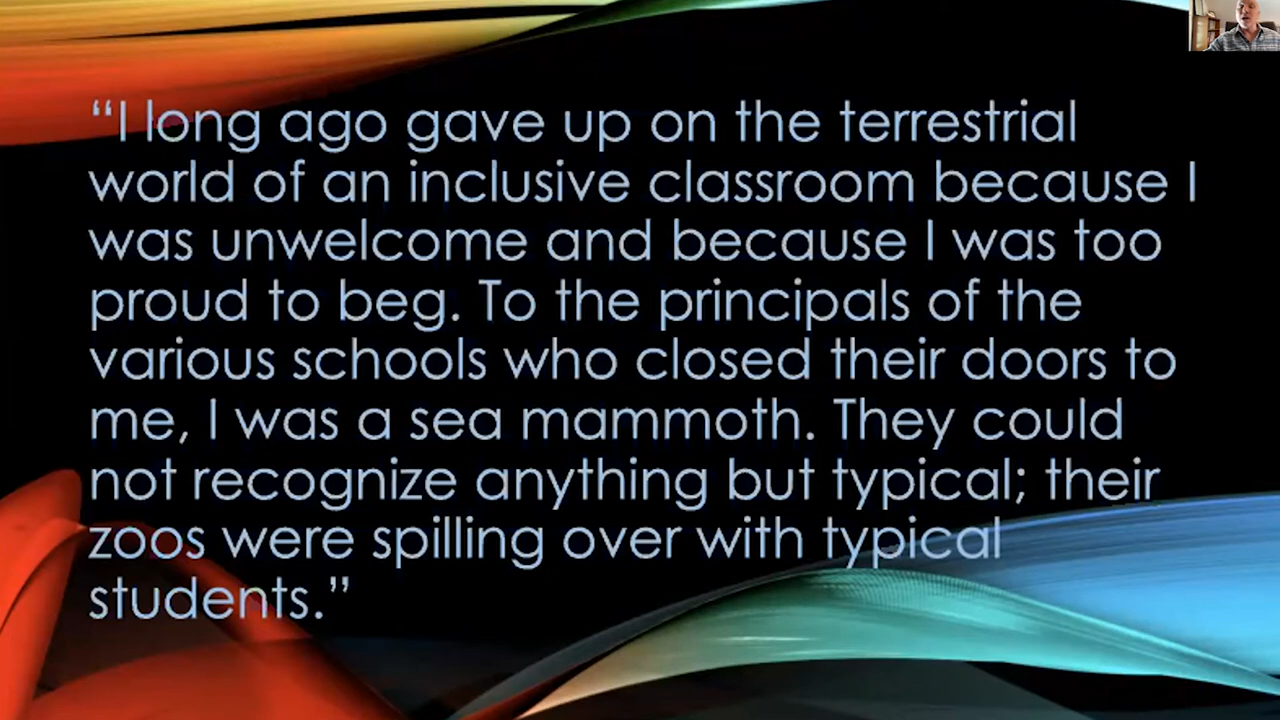 “I long ago gave up on the terrestrial
world of an inclusive classroom because I
was unwelcome and because I was too
proud to beg. To the principals of the
various schools who closed their doors to
me, I was a sea mammoth. They could
not recognize anything but typical; their
zoos were spilling over with typical
students.”